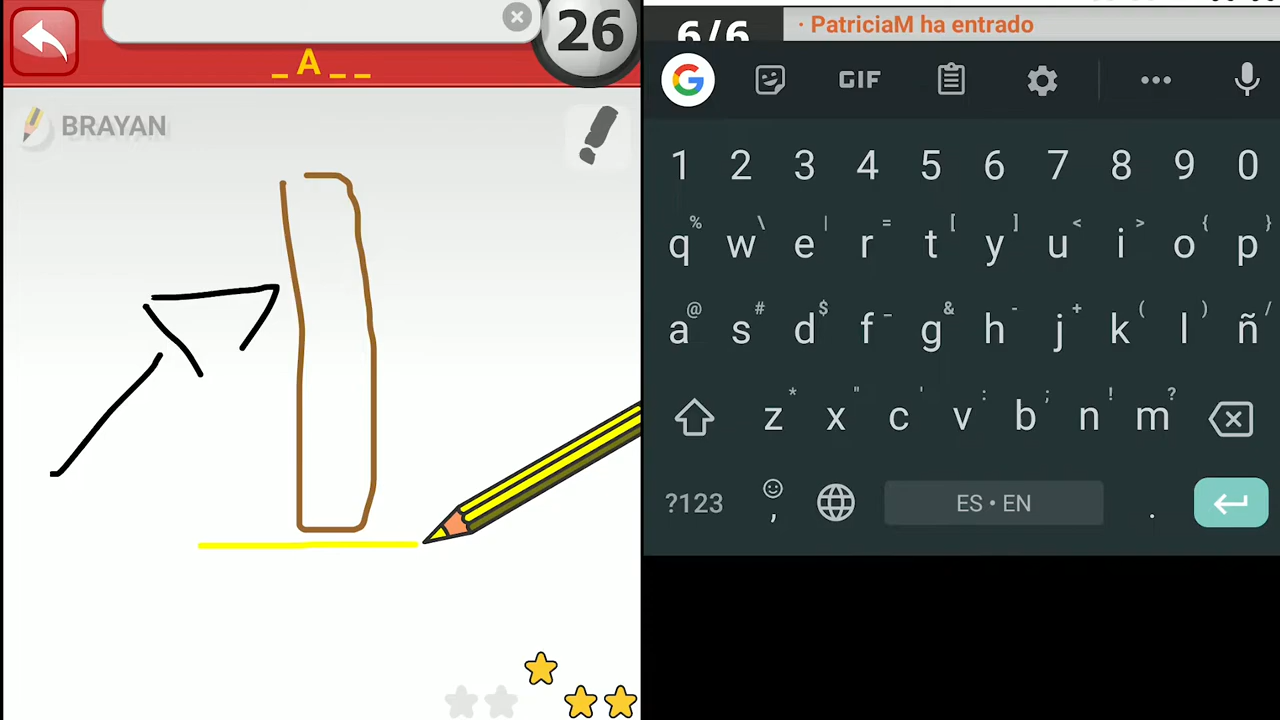 26
_ A _ _
BRAYAN
6/6
· PatriciaM ha entrado
G GIF
1 2 3 4 5 6 7 8 9 0
% \ | = [ ] < > { }
q w e r t y u i o p
@ # $ _ & - + ( ) /
a s d f g h j k l ñ
* " ' : ; ! ?
z x c v b n m
?123 , ES • EN .